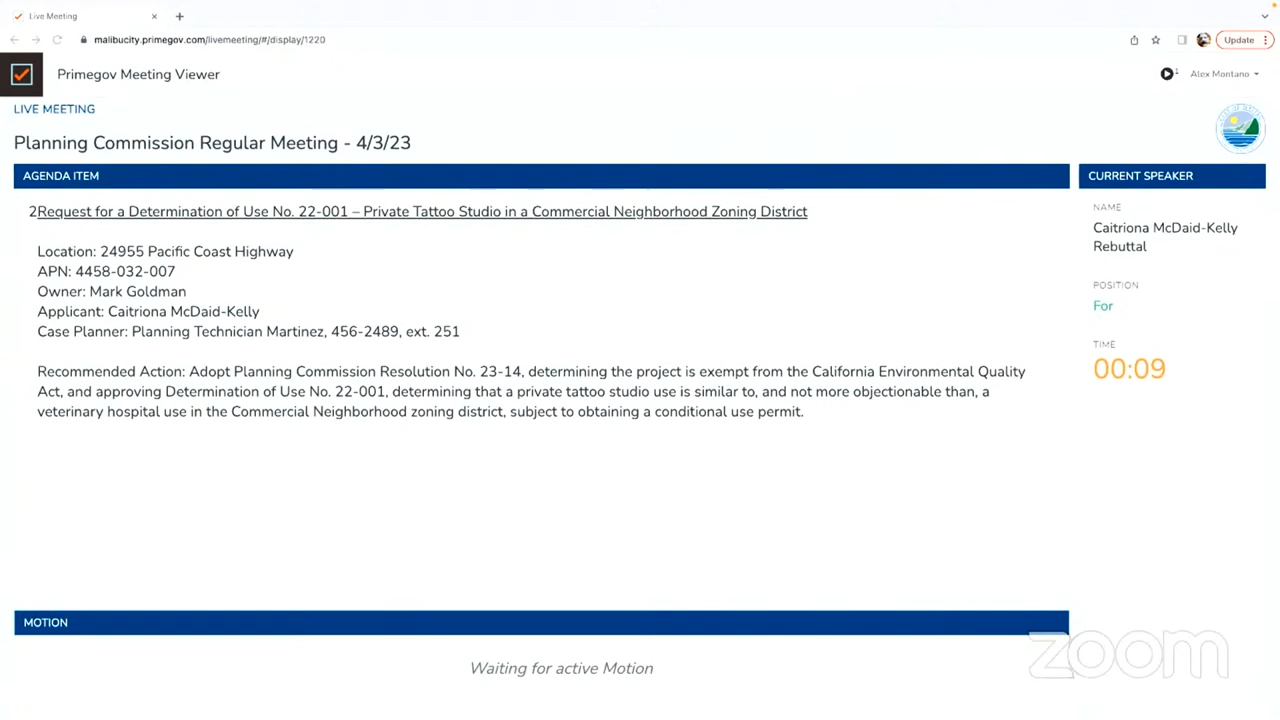 Live Meeting
malibucity.primegov.com/livemeeting/#/display/1220
Update
Primegov Meeting Viewer
1
Alex Montano
LIVE MEETING
Planning Commission Regular Meeting - 4/3/23
AGENDA ITEM
CURRENT SPEAKER
2Request for a Determination of Use No. 22-001 – Private Tattoo Studio in a Commercial Neighborhood Zoning District
NAME
Caitriona McDaid-Kelly
Rebuttal
Location: 24955 Pacific Coast Highway
APN: 4458-032-007
Owner: Mark Goldman
POSITION
For
Applicant: Caitriona McDaid-Kelly
Case Planner: Planning Technician Martinez, 456-2489, ext. 251
TIME
00:09
Recommended Action: Adopt Planning Commission Resolution No. 23-14, determining the project is exempt from the California Environmental Quality
Act, and approving Determination of Use No. 22-001, determining that a private tattoo studio use is similar to, and not more objectionable than, a
veterinary hospital use in the Commercial Neighborhood zoning district, subject to obtaining a conditional use permit.
MOTION
Waiting for active Motion
zoom